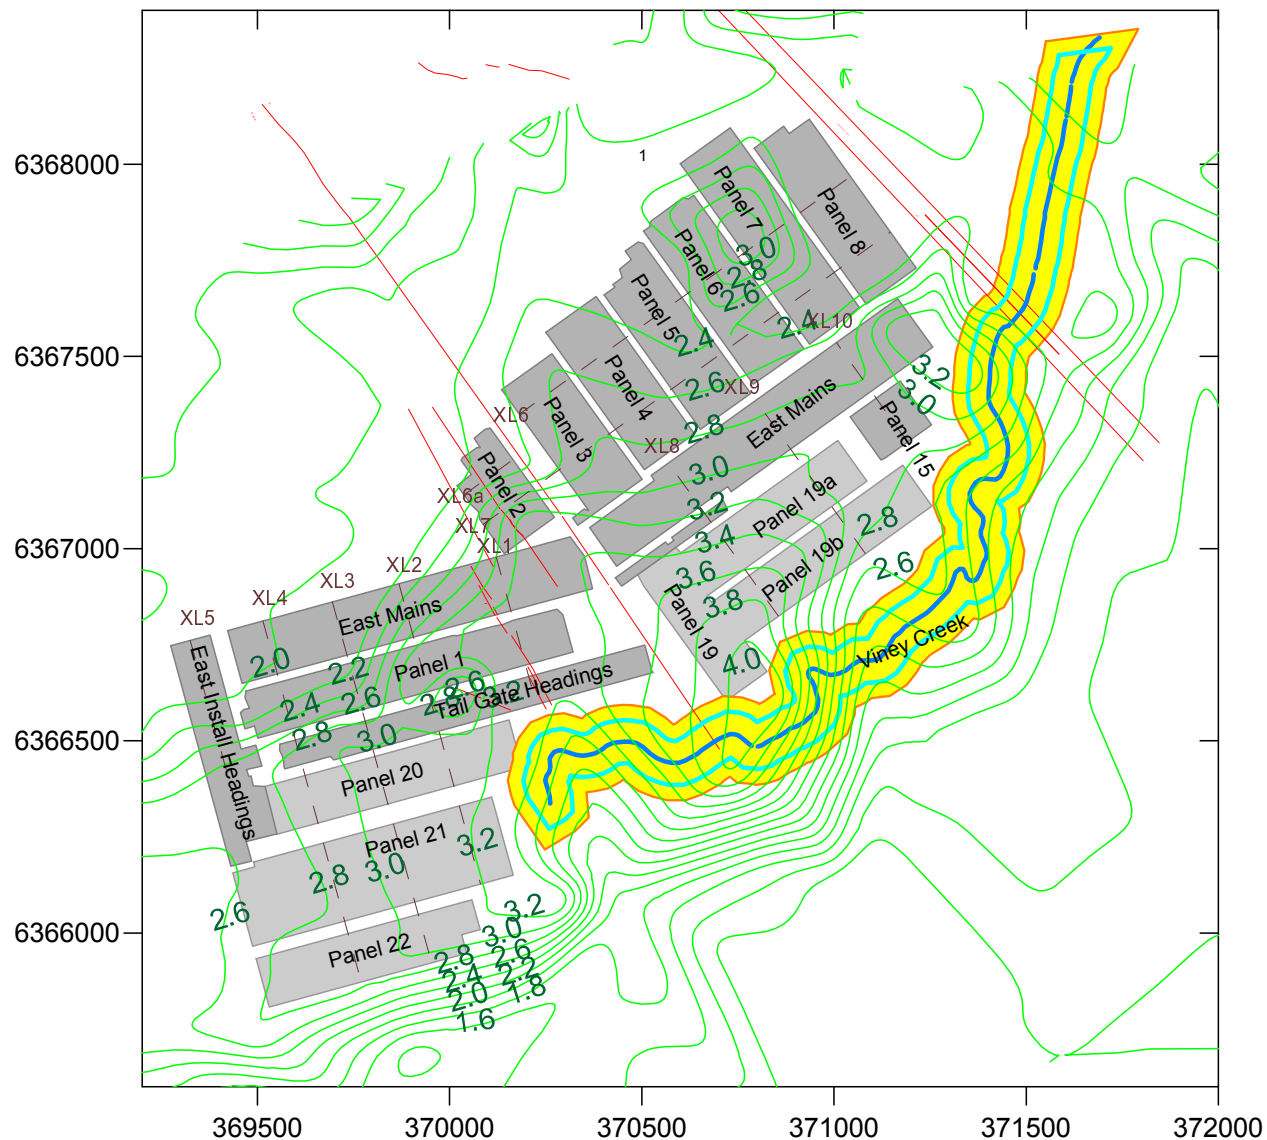 6368000
6367500
6367000
6366500
6366000
369500
370000
370500
371000
371500
372000
1
Panel 7
Panel 8
Panel 6
Panel 5
Panel 4
Panel 3
Panel 2
3.0
2.8
2.6
2.4
2.4
2.6
2.8
3.0
3.2
3.4
3.6
3.8
4.0
XL10
XL9
XL8
XL6
XL6a
XL7
XL1
XL2
XL3
XL4
XL5
East Mains
3.2
3.0
Panel 15
Panel 19a
Panel 19b
Panel 19
2.8
2.6
Viney Creek
East Mains
2.0
2.2
Panel 1
2.4
2.6
2.8
2.6
3.2
Tail Gate Headings
2.8
3.0
East Install Headings
Panel 20
Panel 21
2.8
3.0
3.2
2.6
Panel 22
3.2
3.0
2.8
2.6
2.4
2.2
2.0
1.8
1.6